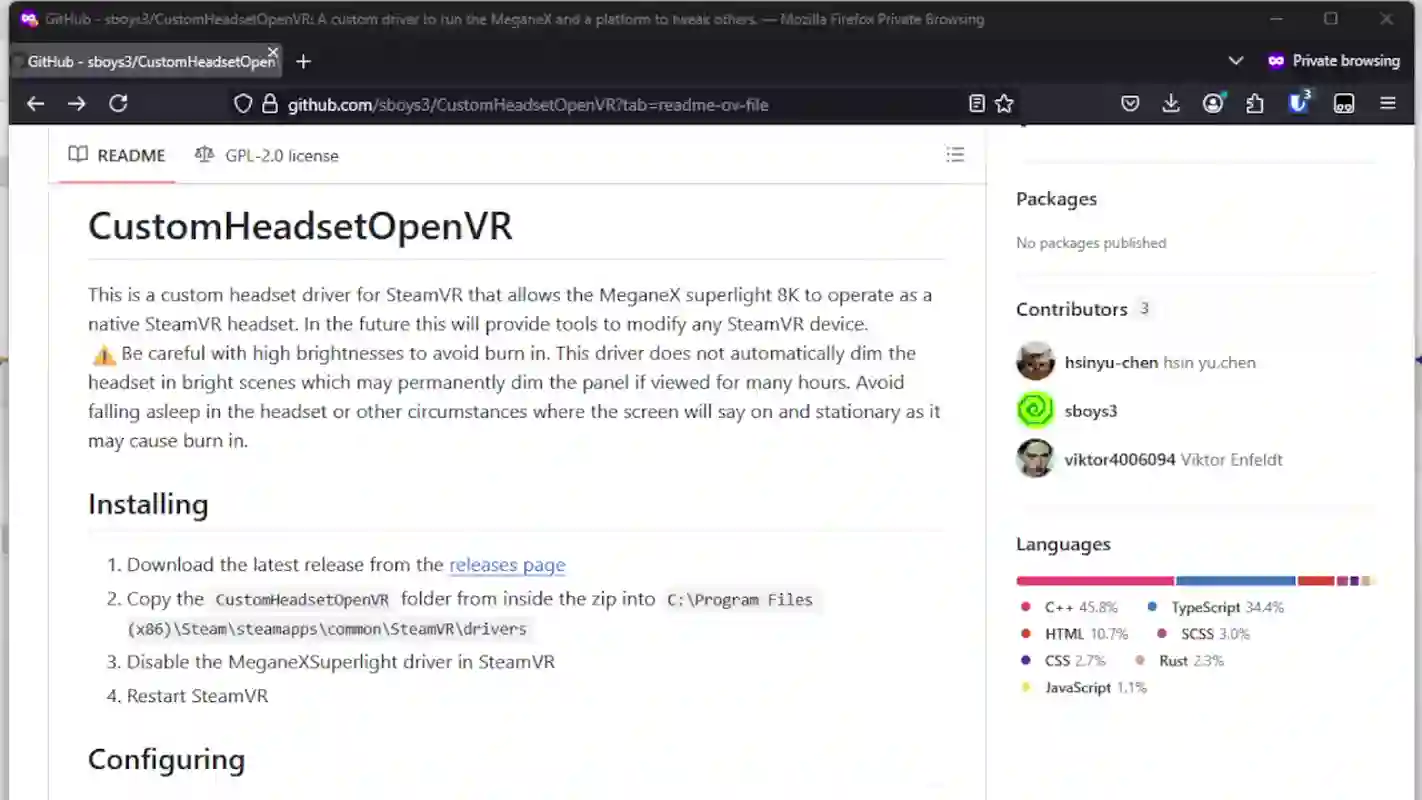 GitHub - sboys3/CustomHeadsetOpenVR: A custom driver to run the MeganeX and a platform to tweak others. — Mozilla Firefox Private Browsing
GitHub - sboys3/CustomHeadsetOpen
Private browsing
github.com/sboys3/CustomHeadsetOpenVR?tab=readme-ov-file
3
README
GPL-2.0 license
CustomHeadsetOpenVR
This is a custom headset driver for SteamVR that allows the MeganeX superlight 8K to operate as a
native SteamVR headset. In the future this will provide tools to modify any SteamVR device.
⚠️ Be careful with high brightnesses to avoid burn in. This driver does not automatically dim the
headset in bright scenes which may permanently dim the panel if viewed for many hours. Avoid
falling asleep in the headset or other circumstances where the screen will say on and stationary as it
may cause burn in.
Installing
1. Download the latest release from the releases page
2. Copy the CustomHeadsetOpenVR folder from inside the zip into C:\Program Files
(x86)\Steam\steamapps\common\SteamVR\drivers
3. Disable the MeganeXSuperlight driver in SteamVR
4. Restart SteamVR
Configuring
Packages
No packages published
Contributors 3
hsinyu-chen hsin yu.chen
sboys3
viktor4006094 Viktor Enfeldt
Languages
C++ 45.8% TypeScript 34.4%
HTML 10.7% SCSS 3.0%
CSS 2.7% Rust 2.3%
JavaScript 1.1%